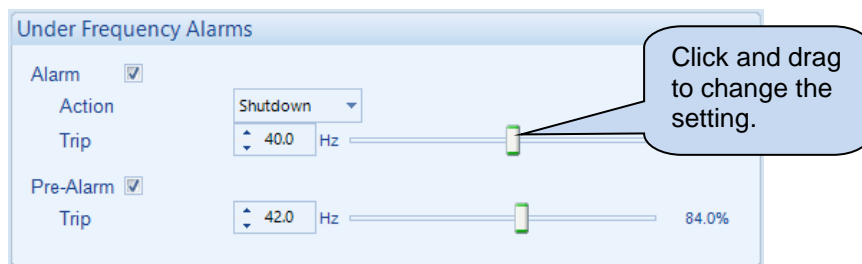 Under Frequency Alarms
Alarm
Action Shutdown
Trip 40.0 Hz
Click and drag
to change the
setting.
Pre-Alarm
Trip 42.0 Hz 84.0%